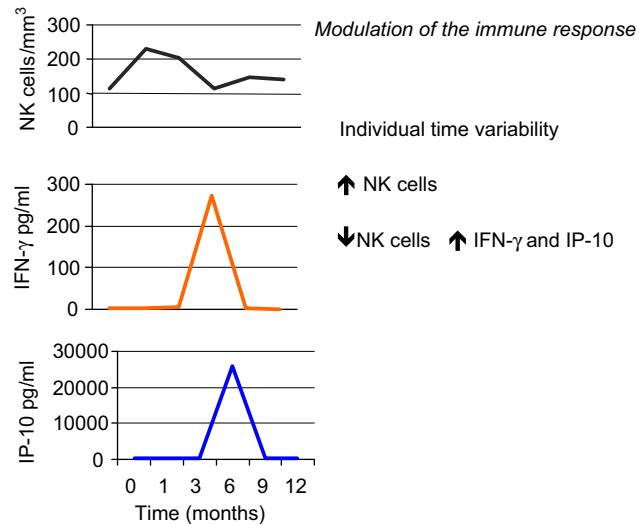 Modulation of the immune response
NK cells/mm³
300
200
100
0
Individual time variability
↑ NK cells
↓NK cells ↑ IFN-γ and IP-10
IFN-γ pg/ml
300
200
100
0
IP-10 pg/ml
30000
20000
10000
0
0 1 3 6 9 12
Time (months)